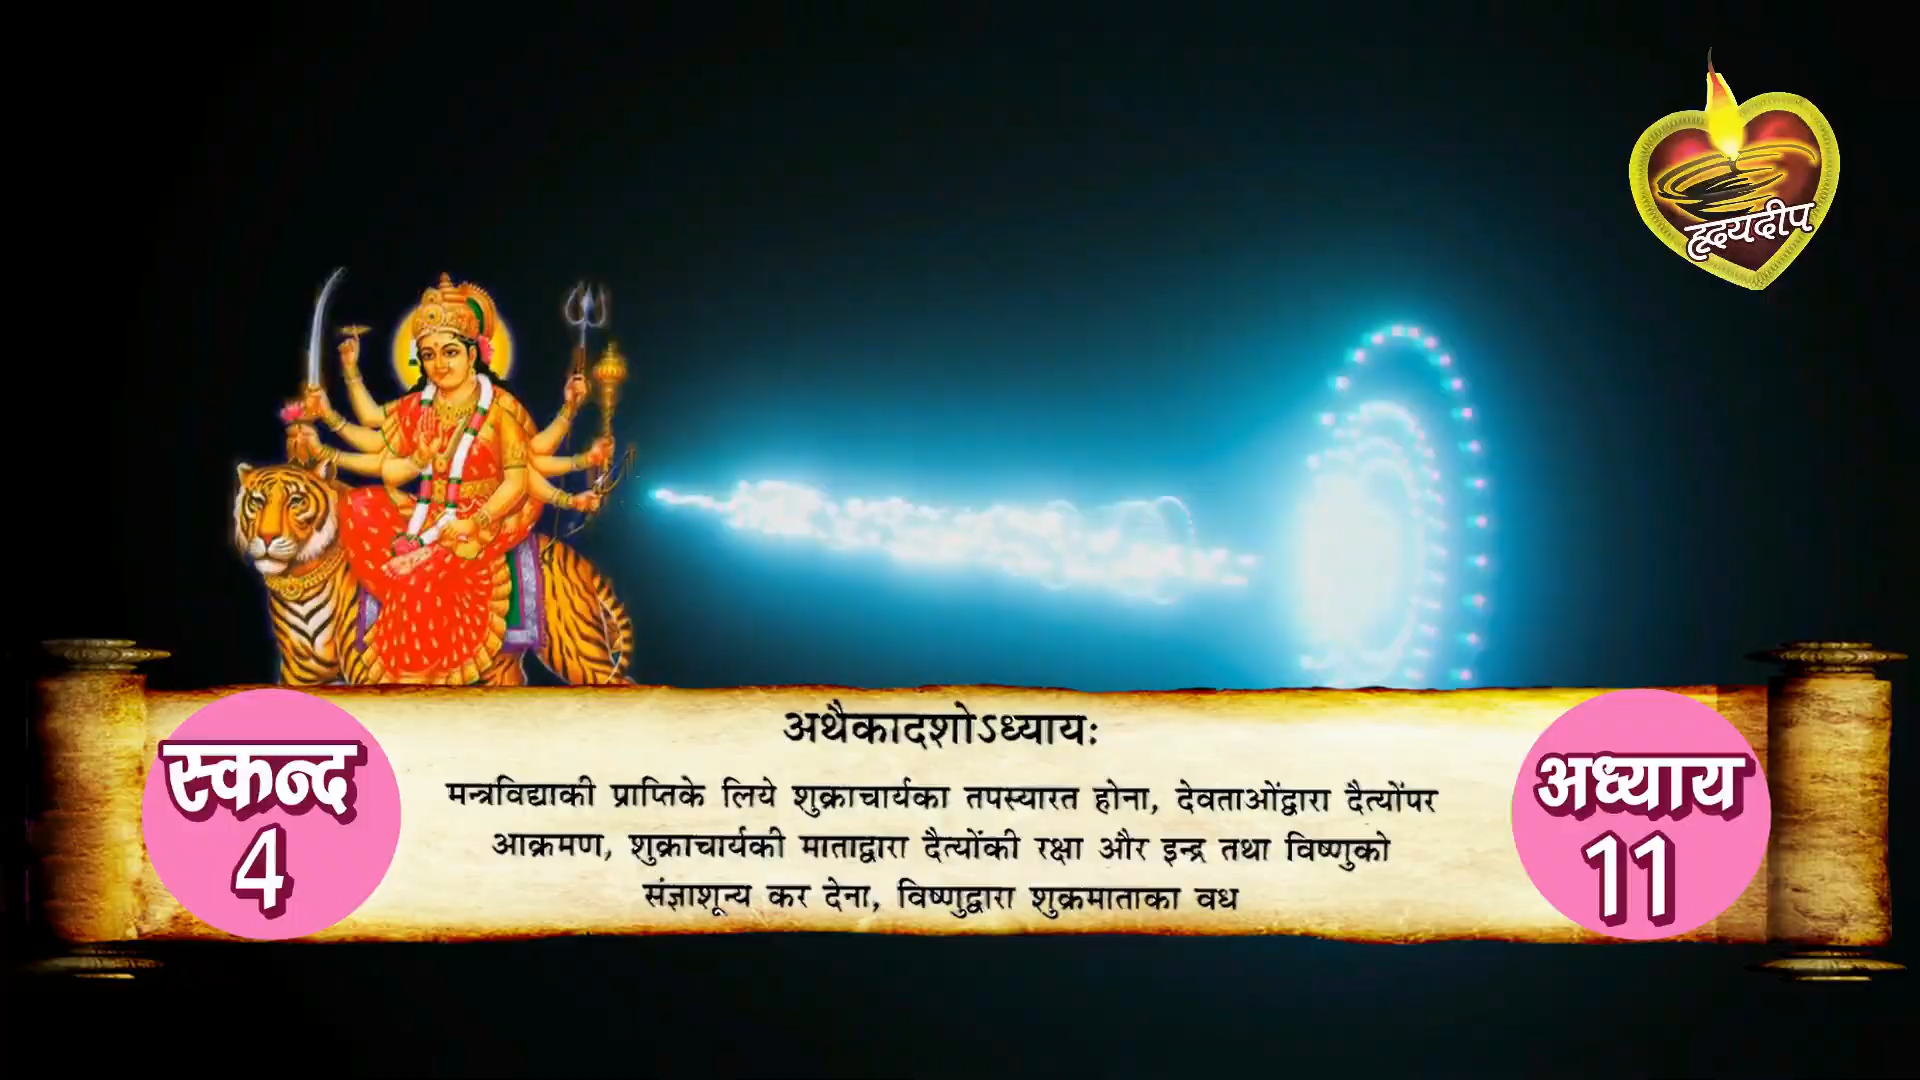 हृदयदीप
अथैकादशोऽध्यायः
स्कन्द
4
मन्त्रविद्याकी प्राप्तिके लिये शुक्राचार्यका तपस्यारत होना, देवताओंद्वारा दैत्योंपर
आक्रमण, शुक्राचार्यकी माताद्वारा दैत्योंकी रक्षा और इन्द्र तथा विष्णुको
संज्ञाशून्य कर देना, विष्णुद्वारा शुक्रमाताका वध
अध्याय
11